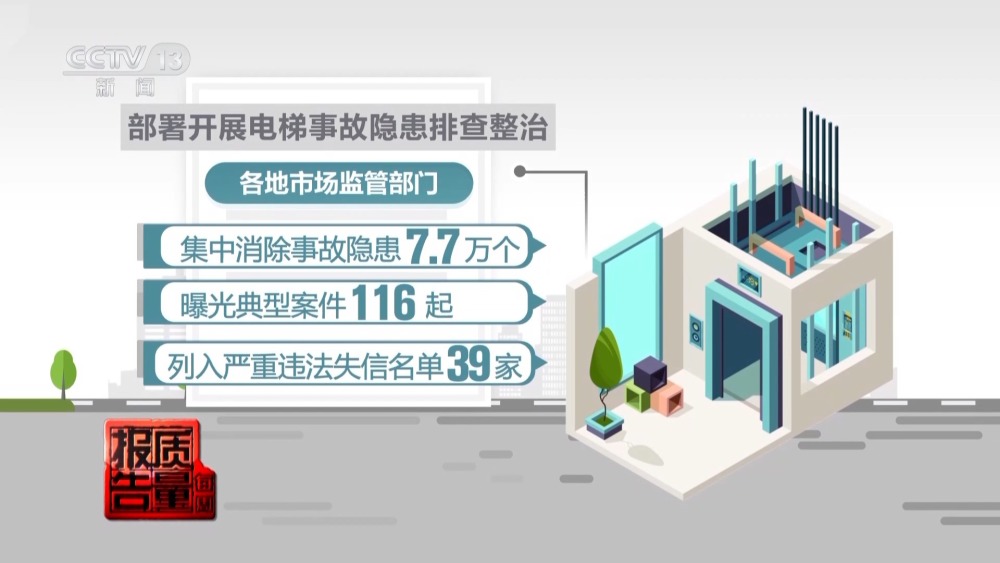 CCTV 13
新闻
部署开展电梯事故隐患排查整治
各地市场监管部门
集中消除事故隐患7.7万个
曝光典型案件116起
列入严重违法失信名单39家
质量
报告